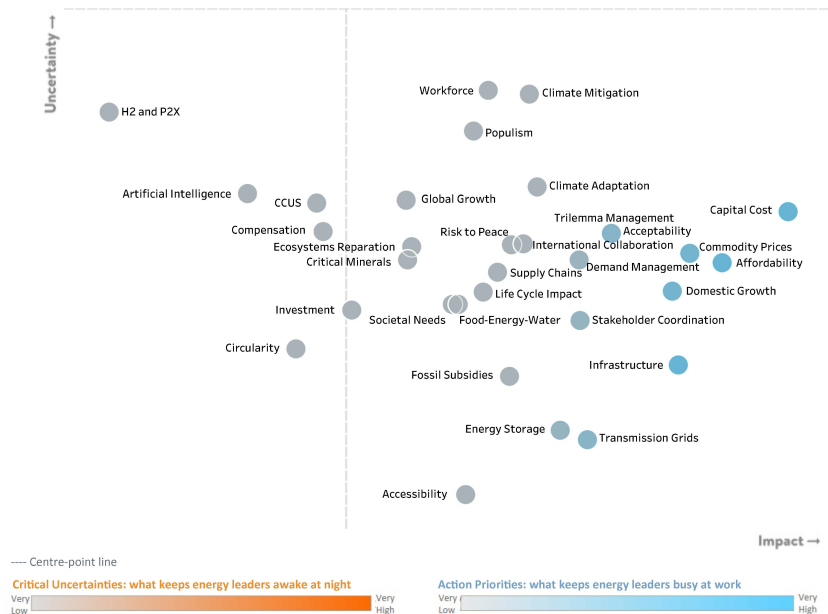 Uncertainty →
Workforce
Climate Mitigation
H2 and P2X
Populism
Climate Adaptation
Artificial Intelligence
CCUS
Global Growth
Capital Cost
Trilemma Management
Compensation
Risk to Peace
Acceptability
Ecosystems Reparation
International Collaboration
Commodity Prices
Critical Minerals
Demand Management
Affordability
Supply Chains
Life Cycle Impact
Domestic Growth
Investment
Societal Needs
Food-Energy-Water
Stakeholder Coordination
Circularity
Infrastructure
Fossil Subsidies
Energy Storage
Transmission Grids
Accessibility
Impact →
---- Centre-point line
Critical Uncertainties: what keeps energy leaders awake at night
Very
Low
Very
High
Action Priorities: what keeps energy leaders busy at work
Very
Low
Very
High